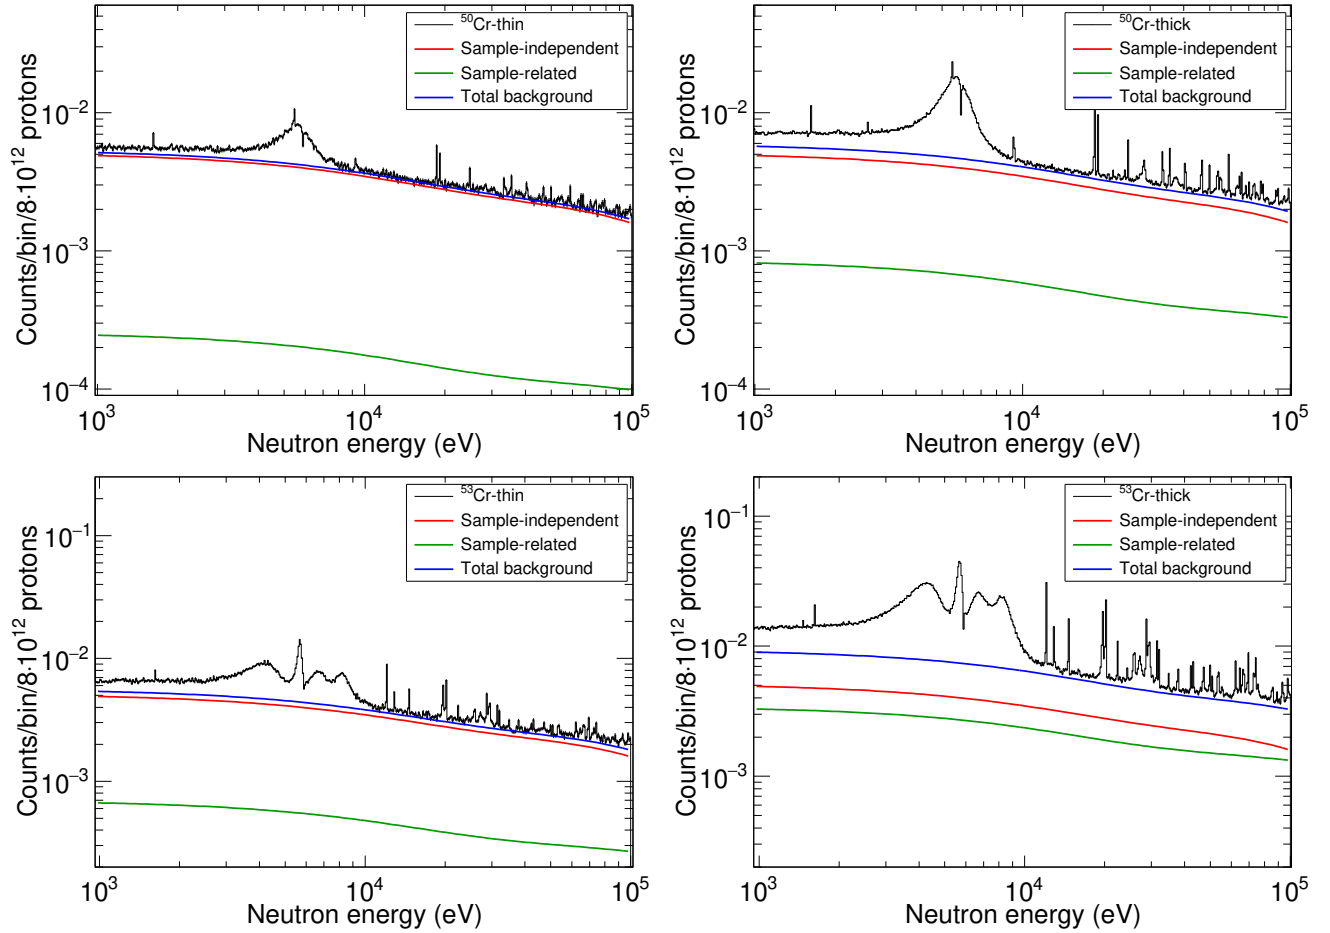 ⁵⁰Cr-thin
Sample-independent
Sample-related
Total background
10⁻²
10⁻³
10⁻⁴
Counts/bin/8·10¹² protons
10³
10⁴
10⁵
Neutron energy (eV)
⁵⁰Cr-thick
Sample-independent
Sample-related
Total background
10⁻²
10⁻³
10⁻⁴
Counts/bin/8·10¹² protons
10³
10⁴
10⁵
Neutron energy (eV)
⁵³Cr-thin
Sample-independent
Sample-related
Total background
10⁻¹
10⁻²
10⁻³
Counts/bin/8·10¹² protons
10³
10⁴
10⁵
Neutron energy (eV)
⁵³Cr-thick
Sample-independent
Sample-related
Total background
10⁻¹
10⁻²
10⁻³
Counts/bin/8·10¹² protons
10³
10⁴
10⁵
Neutron energy (eV)